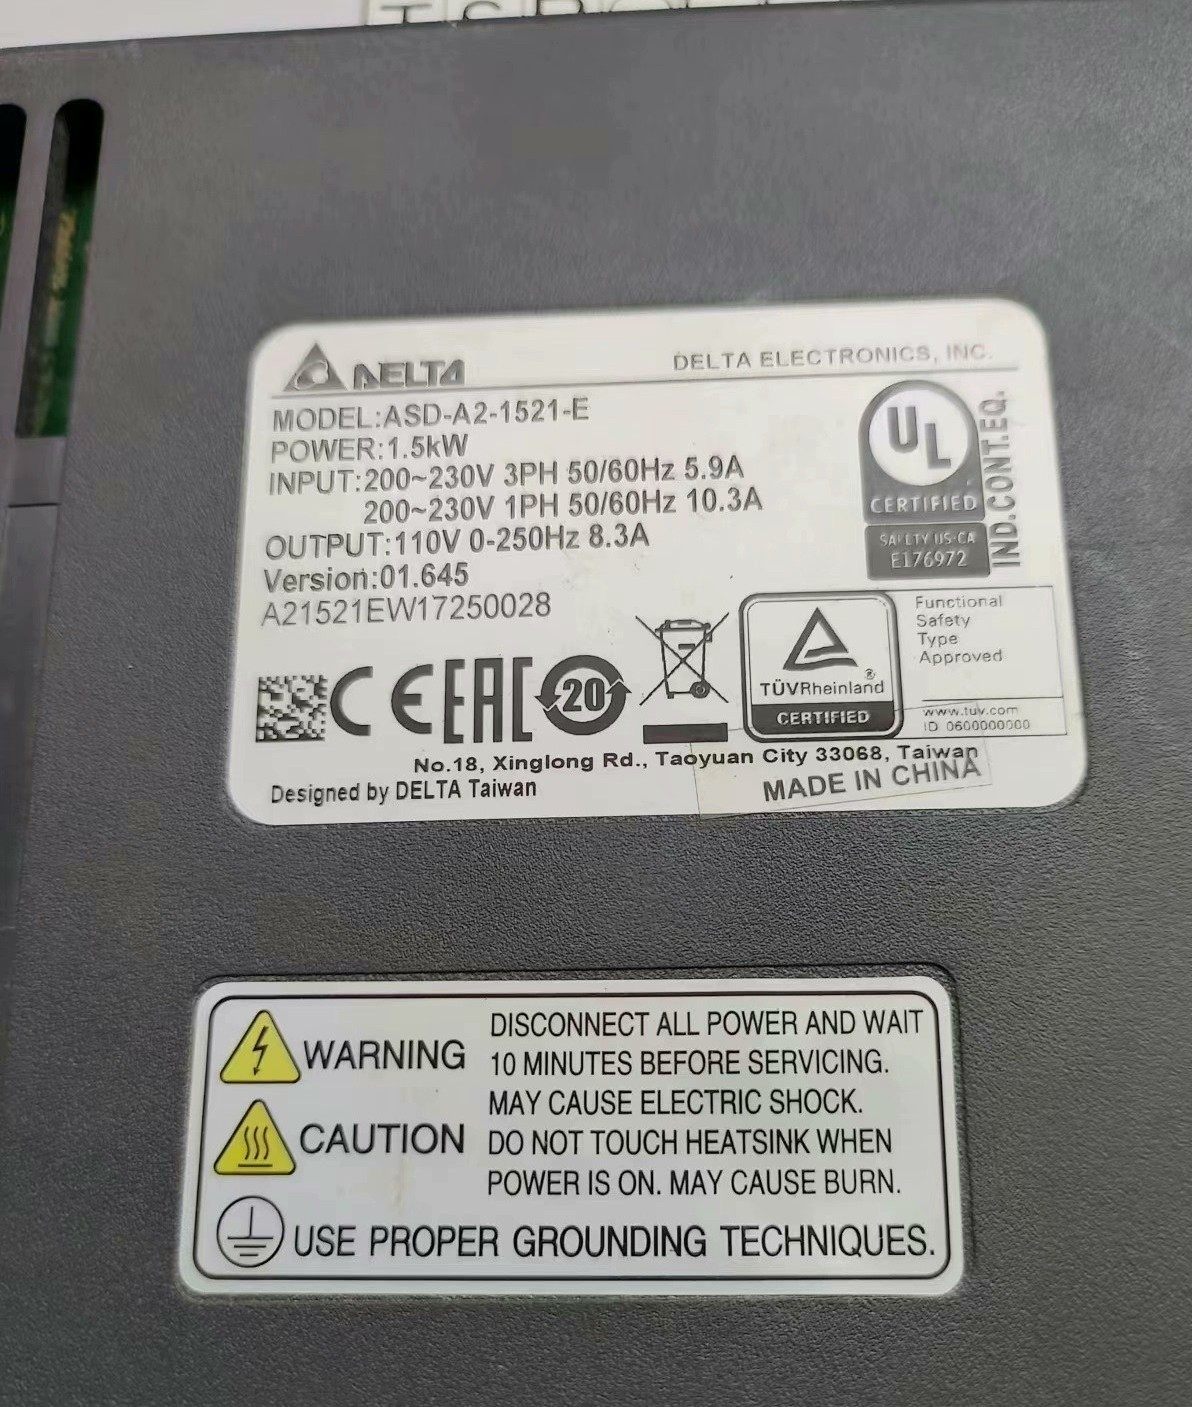 DELTA
DELTA ELECTRONICS, INC.
MODEL:ASD-A2-1521-E
POWER:1.5kW
INPUT:200~230V 3PH 50/60Hz 5.9A
200~230V 1PH 50/60Hz 10.3A
OUTPUT:110V 0-250Hz 8.3A
Version:01.645
A21521EW17250028
UL
CERTIFIED
SAFETY US-CA
E176972
IND.CONT.EQ.
CE EAC 20
TÜVRheinland®
CERTIFIED
Functional
Safety
Type
Approved
www.tuv.com
ID 0600000000
No.18, Xinglong Rd., Taoyuan City 33068, Taiwan
Designed by DELTA Taiwan
MADE IN CHINA
WARNING
DISCONNECT ALL POWER AND WAIT
10 MINUTES BEFORE SERVICING.
MAY CAUSE ELECTRIC SHOCK.
CAUTION
DO NOT TOUCH HEATSINK WHEN
POWER IS ON. MAY CAUSE BURN.
USE PROPER GROUNDING TECHNIQUES.